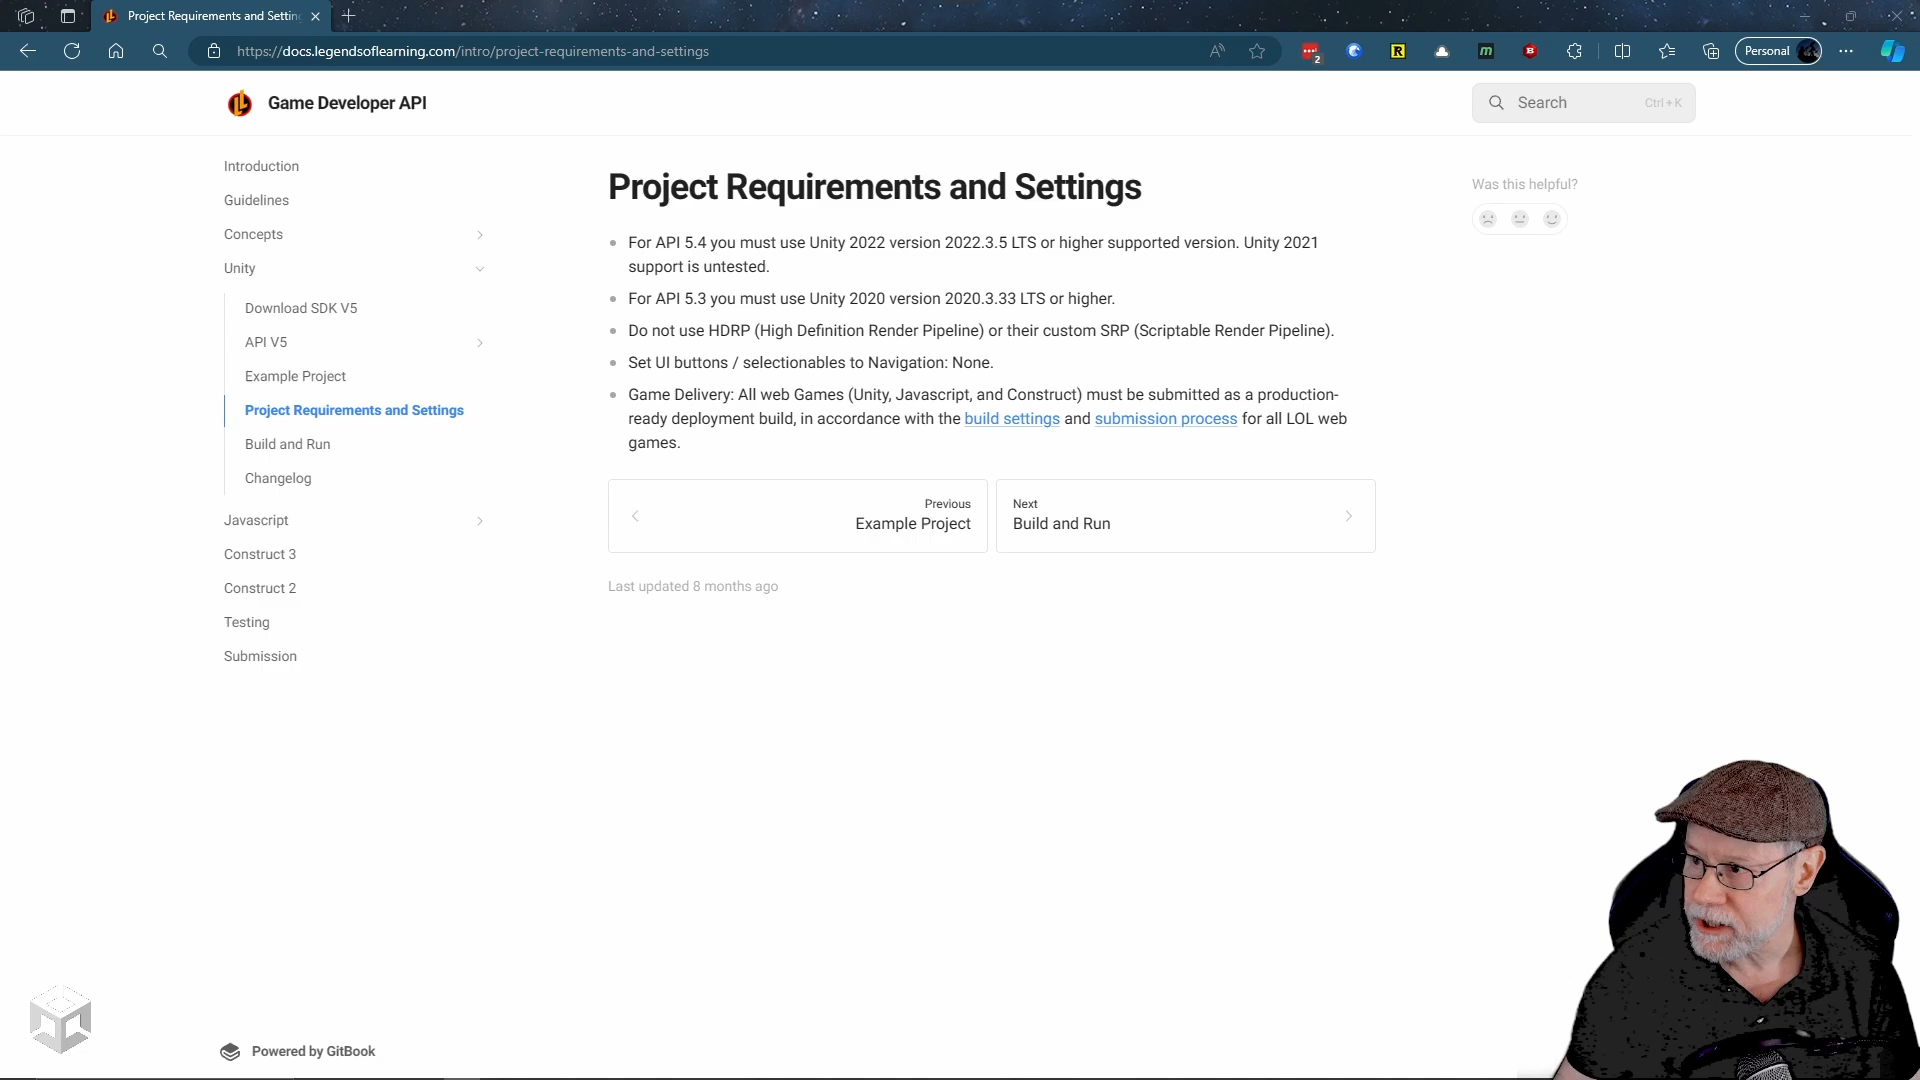 Project Requirements and Settin
https://docs.legendsoflearning.com/intro/project-requirements-and-settings
2
R
m
B
Personal
Game Developer API
Search
Ctrl + K
Introduction
Guidelines
Concepts
Unity
Download SDK V5
API V5
Example Project
Project Requirements and Settings
Build and Run
Changelog
Javascript
Construct 3
Construct 2
Testing
Submission
Project Requirements and Settings
For API 5.4 you must use Unity 2022 version 2022.3.5 LTS or higher supported version. Unity 2021
support is untested.
For API 5.3 you must use Unity 2020 version 2020.3.33 LTS or higher.
Do not use HDRP (High Definition Render Pipeline) or their custom SRP (Scriptable Render Pipeline).
Set UI buttons / selectionables to Navigation: None.
Game Delivery: All web Games (Unity, Javascript, and Construct) must be submitted as a production-
ready deployment build, in accordance with the build settings and submission process for all LOL web
games.
Previous
Example Project
Next
Build and Run
Last updated 8 months ago
Was this helpful?
Powered by GitBook